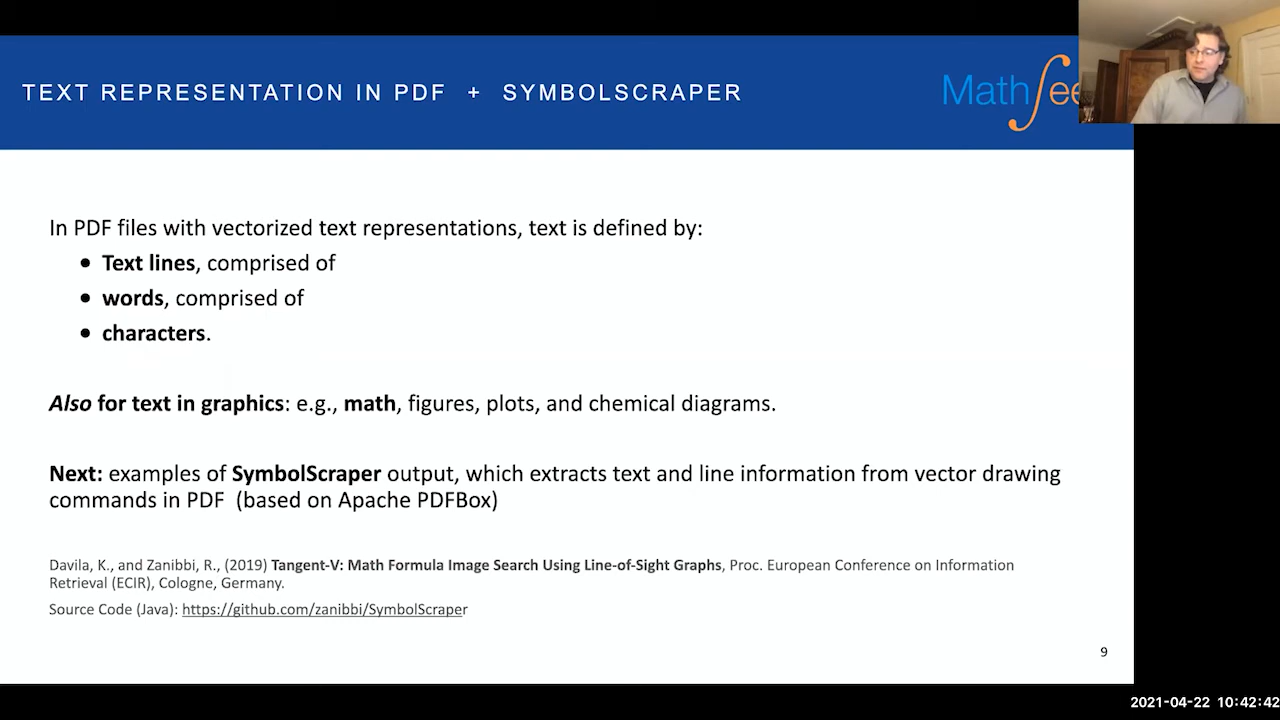 TEXT REPRESENTATION IN PDF + SYMBOLSCRAPER
In PDF files with vectorized text representations, text is defined by:
• Text lines, comprised of
• words, comprised of
• characters.
Also for text in graphics: e.g., math, figures, plots, and chemical diagrams.
Next: examples of SymbolScraper output, which extracts text and line information from vector drawing
commands in PDF (based on Apache PDFBox)
Davila, K., and Zanibbi, R., (2019) Tangent-V: Math Formula Image Search Using Line-of-Sight Graphs, Proc. European Conference on Information
Retrieval (ECIR), Cologne, Germany.
Source Code (Java): https://github.com/zanibbi/SymbolScraper
9
2021-04-22 10:42:42